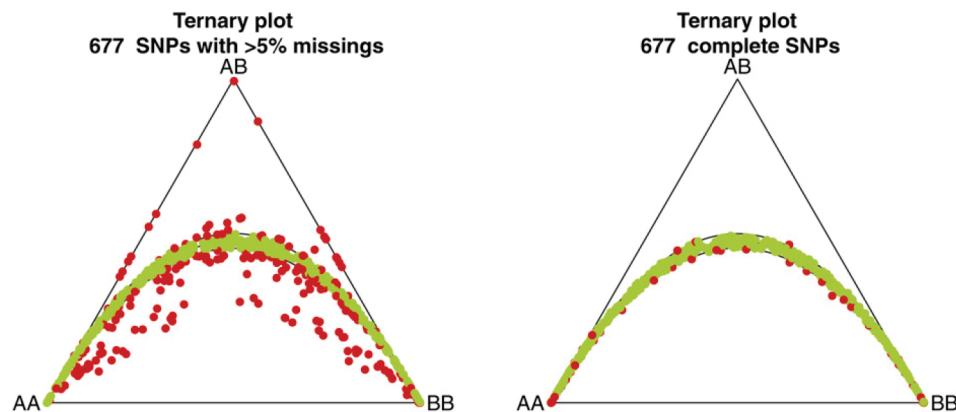 Ternary plot
677 SNPs with >5% missings
AB
AA
BB
Ternary plot
677 complete SNPs
AB
AA
BB